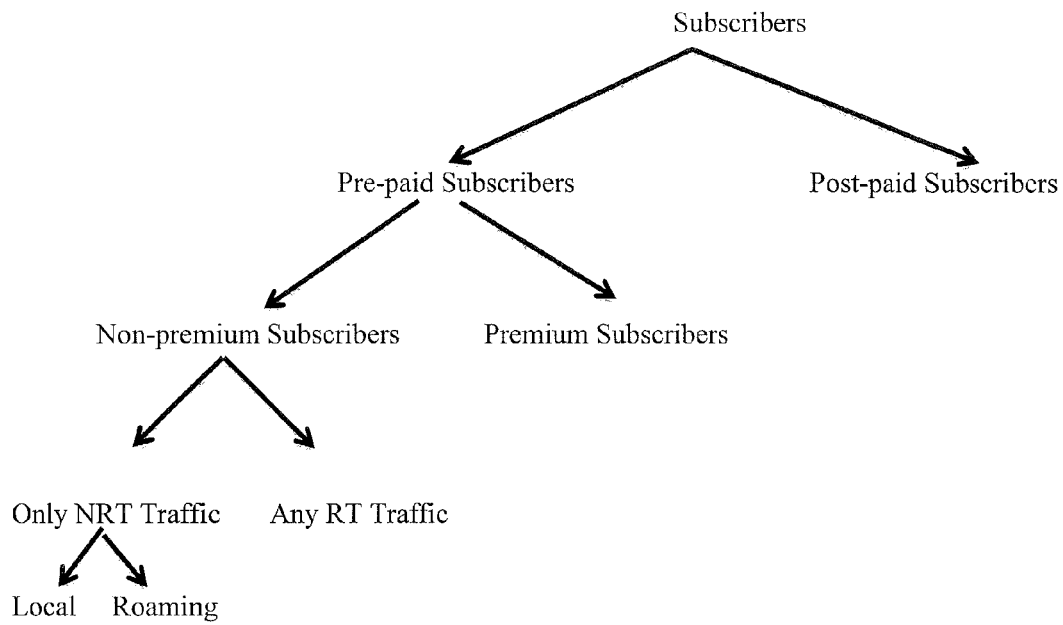 Subscribers
Pre-paid Subscribers
Post-paid Subscribers
Non-premium Subscribers
Premium Subscribers
Only NRT Traffic
Any RT Traffic
Local
Roaming